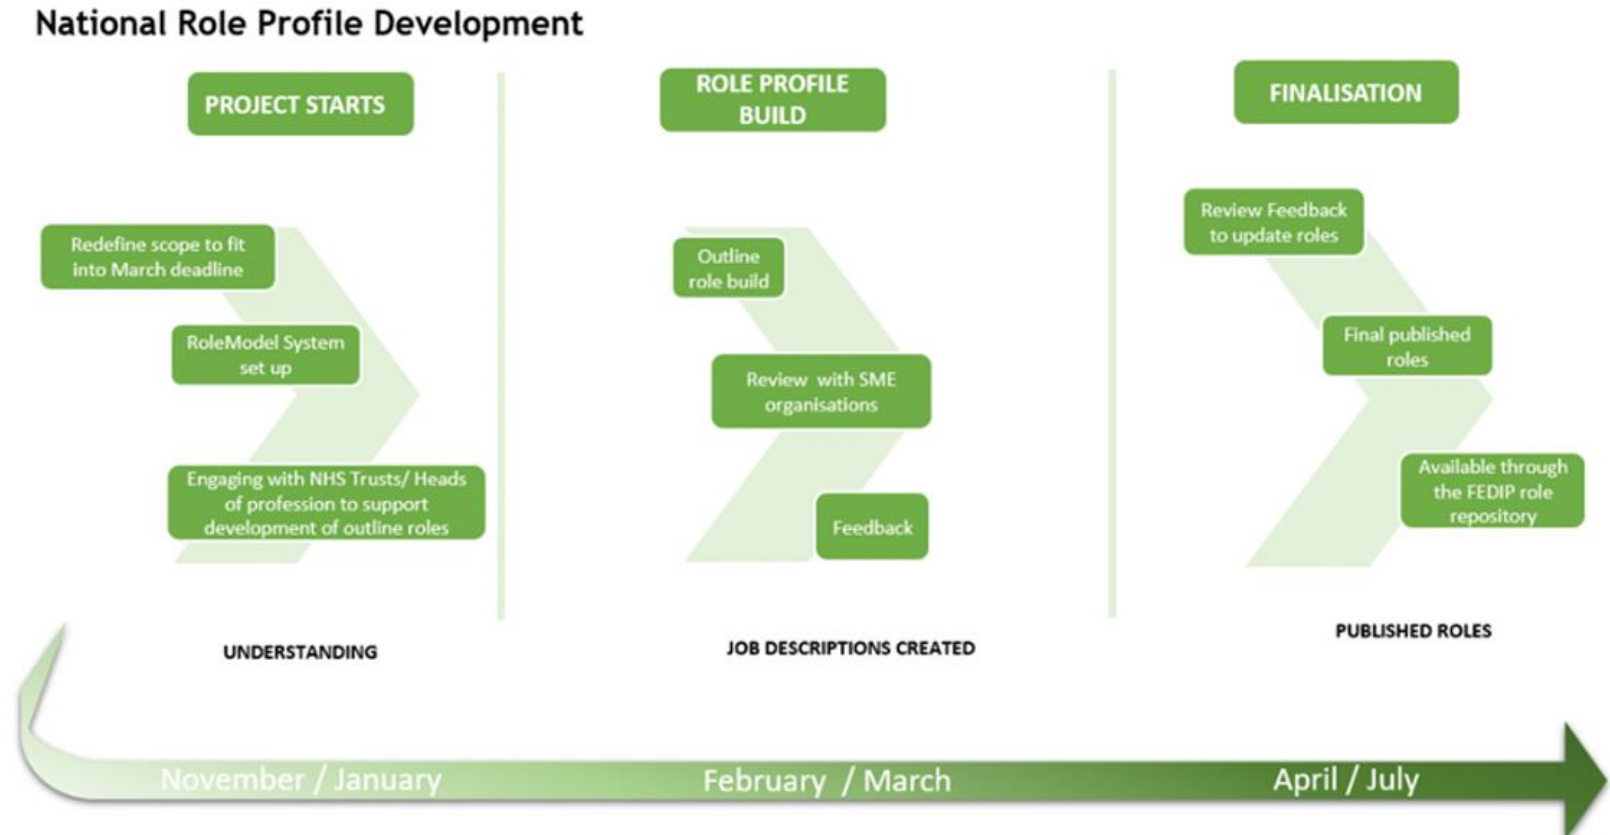 National Role Profile Development
PROJECT STARTS
Redefine scope to fit
into March deadline
RoleModel System
set up
Engaging with NHS Trusts/ Heads
of profession to support
development of outline roles
UNDERSTANDING
November / January
ROLE PROFILE
BUILD
Outline
role build
Review with SME
organisations
Feedback
JOB DESCRIPTIONS CREATED
February / March
FINALISATION
Review Feedback
to update roles
Final published
roles
Available through
the FEDIP role
repository
PUBLISHED ROLES
April / July